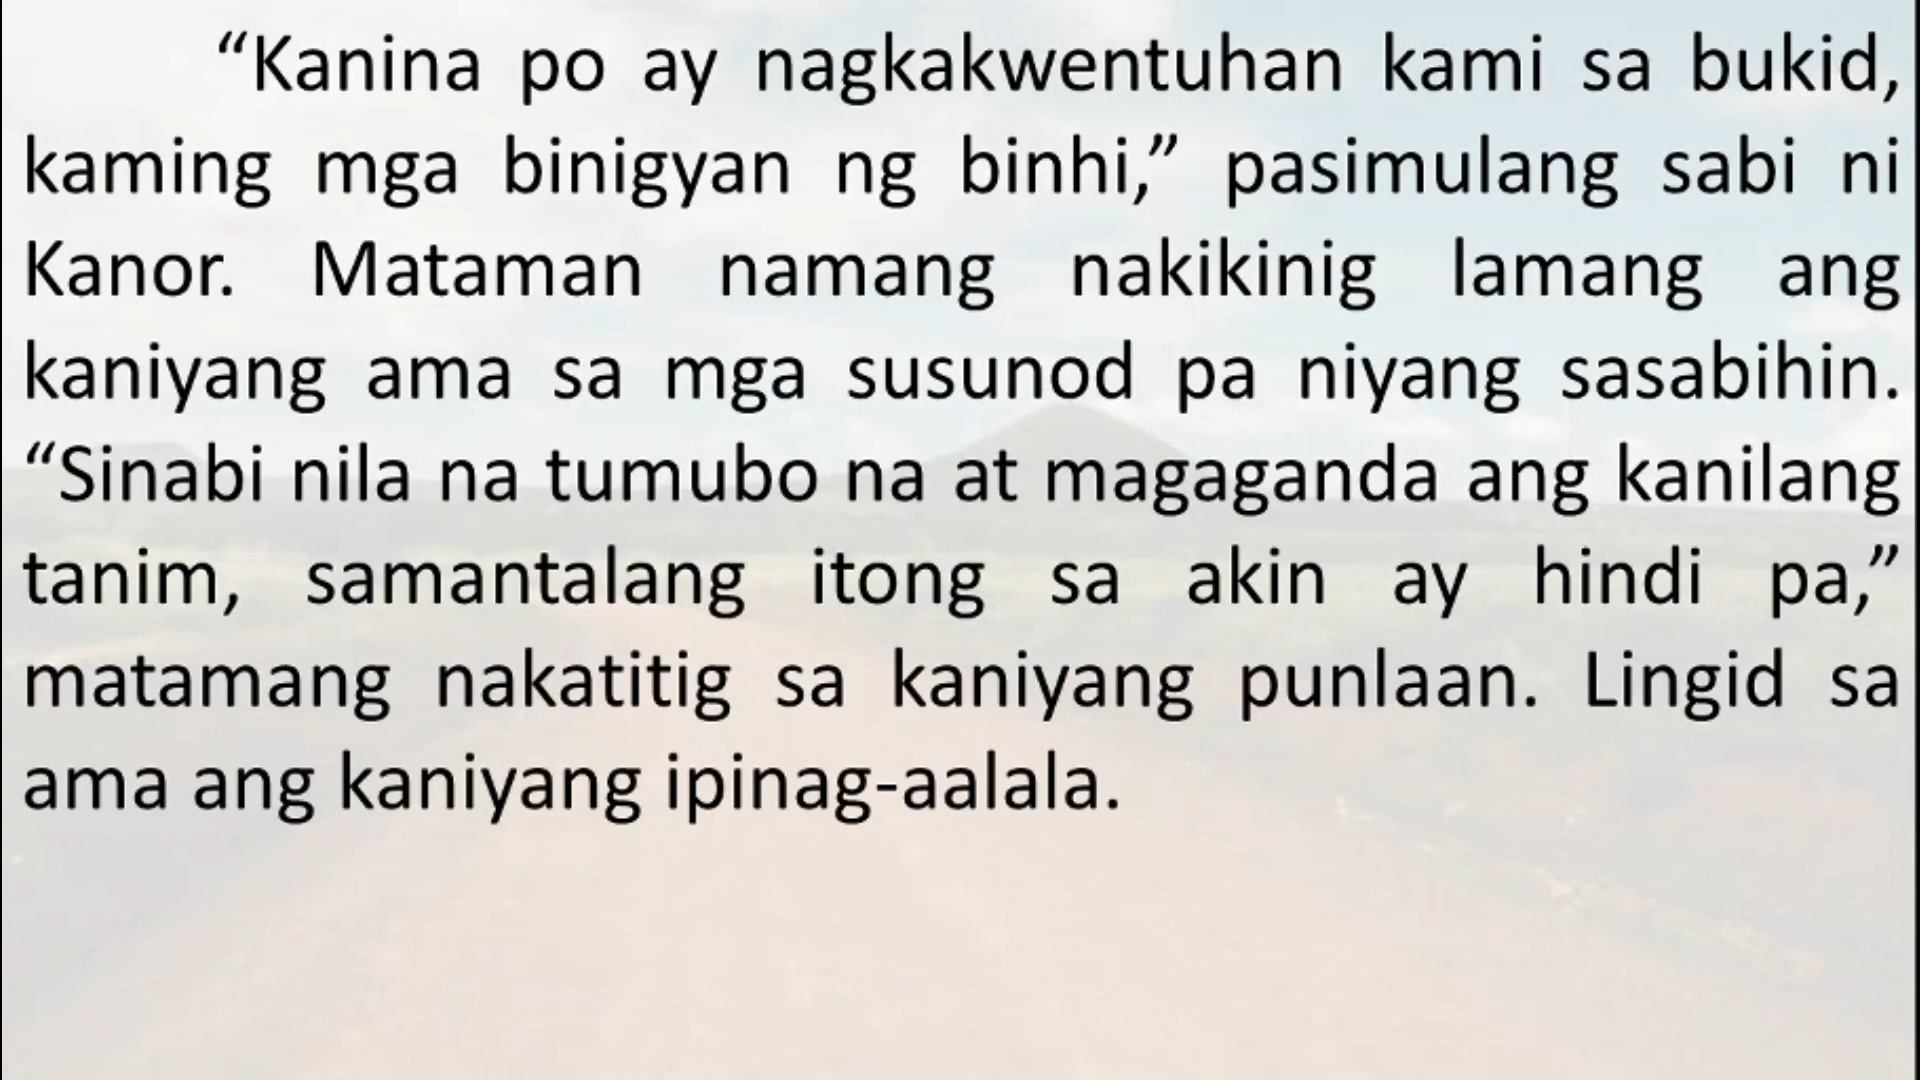 “Kanina po ay nagkakwentuhan kami sa bukid,
kaming mga binigyan ng binhi,” pasimulang sabi ni
Kanor. Mataman namang nakikinig lamang ang
kaniyang ama sa mga susunod pa niyang sasabihin.
“Sinabi nila na tumubo na at magaganda ang kanilang
tanim, samantalang itong sa akin ay hindi pa,”
matamang nakatitig sa kaniyang punlaan. Lingid sa
ama ang kaniyang ipinag-aalala.